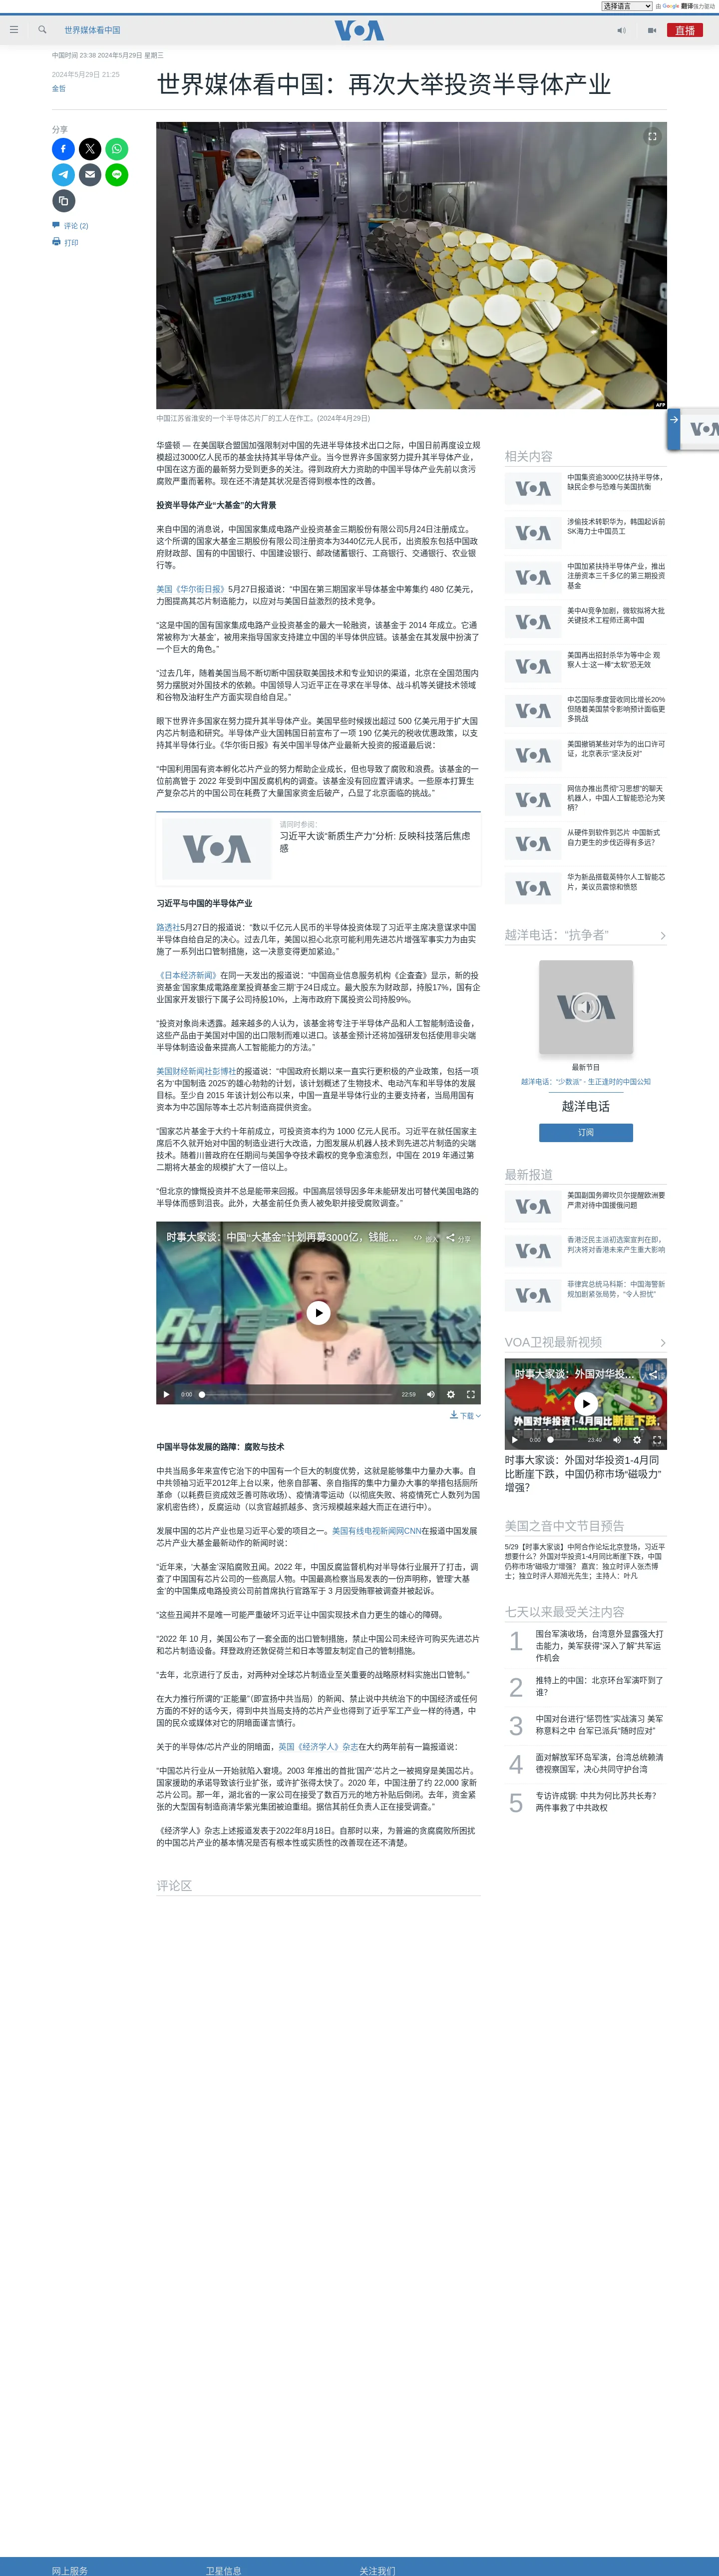 选择语言
由 Google 翻译强力驱动
世界媒体看中国
VOA
直播
中国时间 23:38 2024年5月29日 星期三
2024年5月29日 21:25
金哲
世界媒体看中国：再次大举投资半导体产业
分享
评论 (2)
打印
AFP
中国江苏省淮安的一个半导体芯片厂的工人在作工。(2024年4月29日)
华盛顿 — 在美国联合盟国加强限制对中国的先进半导体技术出口之际，中国日前再度设立规
模超过3000亿人民币的基金扶持其半导体产业。当今世界许多国家努力提升其半导体产业，
中国在这方面的最新努力受到更多的关注。得到政府大力资助的中国半导体产业先前以贪污
腐败严重而著称。现在还不清楚其状况是否得到根本性的改善。
投资半导体产业“大基金”的大背景
来自中国的消息说，中国国家集成电路产业投资基金三期股份有限公司5月24日注册成立。
这个所谓的国家大基金三期股份有限公司注册资本为3440亿元人民币，出资股东包括中国政
府财政部、国有的中国银行、中国建设银行、邮政储蓄银行、工商银行、交通银行、农业银
行等。
美国《华尔街日报》5月27日报道说：“中国在第三期国家半导体基金中筹集约 480 亿美元，
力图提高其芯片制造能力，以应对与美国日益激烈的技术竞争。
“这是中国的国有国家集成电路产业投资基金的最大一轮融资，该基金于 2014 年成立。它通
常被称为‘大基金’，被用来指导国家支持建立中国的半导体供应链。该基金在其发展中扮演了
一个巨大的角色。”
“过去几年，随着美国当局不断切断中国获取美国技术和专业知识的渠道，北京在全国范围内
努力摆脱对外国技术的依赖。中国领导人习近平正在寻求在半导体、战斗机等关键技术领域
和谷物及油籽生产方面实现自给自足。”
眼下世界许多国家在努力提升其半导体产业。美国早些时候拨出超过 500 亿美元用于扩大国
内芯片制造和研究。半导体产业大国韩国日前宣布了一项 190 亿美元的税收优惠政策，以支
持其半导体行业。《华尔街日报》有关中国半导体产业最新大投资的报道最后说：
“中国利用国有资本孵化芯片产业的努力帮助企业成长，但也导致了腐败和浪费。该基金的一
位前高管于 2022 年受到中国反腐机构的调查。该基金没有回应置评请求。一些原本打算生
产复杂芯片的中国公司在耗费了大量国家资金后破产，凸显了北京面临的挑战。”
请同时参阅:
VOA
习近平大谈“新质生产力”分析: 反映科技落后焦虑
感
习近平与中国的半导体产业
路透社5月27日的报道说：“数以千亿元人民币的半导体投资体现了习近平主席决意谋求中国
半导体自给自足的决心。过去几年，美国以担心北京可能利用先进芯片增强军事实力为由实
施了一系列出口管制措施，这一决意变得更加紧迫。”
《日本经济新闻》在同一天发出的报道说：“中国商业信息服务机构《企査査》显示，新的投
资基金‘国家集成電路産業投資基金三期’于24日成立。最大股东为财政部，持股17%，国有企
业国家开发银行下属子公司持股10%，上海市政府下属投资公司持股9%。
“投资对象尚未透露。越来越多的人认为，该基金将专注于半导体产品和人工智能制造设备，
这些产品由于美国对中国的出口限制而难以进口。该基金预计还将加强研发包括使用非尖端
半导体制造设备来提高人工智能能力的方法。”
美国财经新闻社彭博社的报道说：“中国政府长期以来一直实行更积极的产业政策，包括一项
名为‘中国制造 2025’的雄心勃勃的计划，该计划概述了生物技术、电动汽车和半导体的发展
目标。至少自 2015 年该计划公布以来，中国一直是半导体行业的主要支持者，当局用国有
资本为中芯国际等本土芯片制造商提供资金。
“国家芯片基金于大约十年前成立，可投资资本约为 1000 亿元人民币。习近平在就任国家主
席后不久就开始对中国的制造业进行大改造，力图发展从机器人技术到先进芯片制造的尖端
技术。随着川普政府在任期间与美国争夺技术霸权的竞争愈演愈烈，中国在 2019 年通过第
二期将大基金的规模扩大了一倍以上。
“但北京的慷慨投资并不总是能带来回报。中国高层领导因多年未能研发出可替代美国电路的
半导体而感到沮丧。此外，大基金前任负责人被免职并接受腐败调查。”
时事大家谈：中国“大基金”计划再募3000亿，钱能...
嵌入
分享
0:00
22:59
下载
中国半导体发展的路障：腐败与技术
中共当局多年来宣传它治下的中国有一个巨大的制度优势，这就是能够集中力量办大事。自
中共领袖习近平2012年上台以来，他亲自部署、亲自指挥的集中力量办大事的举措包括厕所
革命（以耗费巨资成效乏善可陈收场）、疫情清零运动（以彻底失败、将疫情死亡人数列为国
家机密告终），反腐运动（以贪官越抓越多、贪污规模越来越大而正在进行中）。
发展中国的芯片产业也是习近平心爱的项目之一。美国有线电视新闻网CNN在报道中国发展
芯片产业大基金最新动作的新闻时说：
“近年来，‘大基金’深陷腐败丑闻。2022 年，中国反腐监督机构对半导体行业展开了打击，调
查了中国国有芯片公司的一些高层人物。中国最高检察当局发表的一份声明称，管理‘大基
金’的中国集成电路投资公司前首席执行官路军于 3 月因受贿罪被调查并被起诉。
“这些丑闻并不是唯一可能严重破坏习近平让中国实现技术自力更生的雄心的障碍。
“2022 年 10 月，美国公布了一套全面的出口管制措施，禁止中国公司未经许可购买先进芯片
和芯片制造设备。拜登政府还敦促荷兰和日本等盟友制定自己的管制措施。
“去年，北京进行了反击，对两种对全球芯片制造业至关重要的战略原材料实施出口管制。”
在大力推行所谓的“正能量”（即宣扬中共当局）的新闻、禁止说中共统治下的中国经济或任何
方面的不好的话今天，得到中共当局支持的芯片产业也得到了近乎军工产业一样的待遇，中
国的民众或媒体对它的阴暗面谨言慎行。
关于的半导体/芯片产业的阴暗面，英国《经济学人》杂志在大约两年前有一篇报道说：
“中国芯片行业从一开始就陷入窘境。2003 年推出的首批‘国产’芯片之一被揭穿是美国芯片。
国家援助的承诺导致该行业扩张，或许扩张得太快了。2020 年，中国注册了约 22,000 家新
芯片公司。那一年，湖北省的一家公司在接受了数百万元的地方补贴后倒闭。去年，资金紧
张的大型国有制造商清华紫光集团被迫重组。据信其前任负责人正在接受调查。”
《经济学人》杂志上述报道发表于2022年8月18日。自那时以来，为普遍的贪腐腐败所困扰
的中国芯片产业的基本情况是否有根本性或实质性的改善现在还不清楚。
评论区
相关内容
中国集资逾3000亿扶持半导体，
缺民企参与恐难与美国抗衡
涉偷技术转职华为，韩国起诉前
SK海力士中国员工
中国加紧扶持半导体产业，推出
注册资本三千多亿的第三期投资
基金
美中AI竞争加剧，微软拟将大批
关键技术工程师迁离中国
美国再出招封杀华为等中企 观
察人士:这一棒“太软”恐无效
中芯国际季度营收同比增长20%
但随着美国禁令影响预计面临更
多挑战
美国撤销某些对华为的出口许可
证，北京表示“坚决反对”
网信办推出贯彻“习思想”的聊天
机器人，中国人工智能恐沦为笑
柄？
从硬件到软件到芯片 中国新式
自力更生的步伐迈得有多远？
华为新品搭载英特尔人工智能芯
片，美议员震惊和愤怒
越洋电话：“抗争者”
最新节目
越洋电话：“少数派” - 生正逢时的中国公知
越洋电话
订阅
最新报道
美国副国务卿坎贝尔提醒欧洲要
严肃对待中国援俄问题
香港泛民主派初选案宣判在即，
判决将对香港未来产生重大影响
菲律宾总统马科斯：中国海警新
规加剧紧张局势，“令人担忧”
VOA卫视最新视频
时事大家谈：外国对华投...
外国对华投资1-4月同比断崖下跌,
0:00
23:40
时事大家谈：外国对华投资1-4月同
比断崖下跌，中国仍称市场“磁吸力”
增强？
美国之音中文节目预告
5/29【时事大家谈】中阿合作论坛北京登场，习近平
想要什么？外国对华投资1-4月同比断崖下跌，中国
仍称市场“磁吸力”增强？ 嘉宾：独立时评人张杰博
士；独立时评人郑旭光先生；主持人：叶凡
七天以来最受关注内容
1
围台军演收场，台湾意外显露强大打
击能力，美军获得“深入了解”共军运
作机会
2
推特上的中国：北京环台军演吓到了
谁？
3
中国对台进行“惩罚性”实战演习 美军
称意料之中 台军已派兵“随时应对”
4
面对解放军环岛军演，台湾总统赖清
德视察国军，决心共同守护台湾
5
专访许成钢: 中共为何比苏共长寿？
两件事救了中共政权
网上服务
卫星信息
关注我们